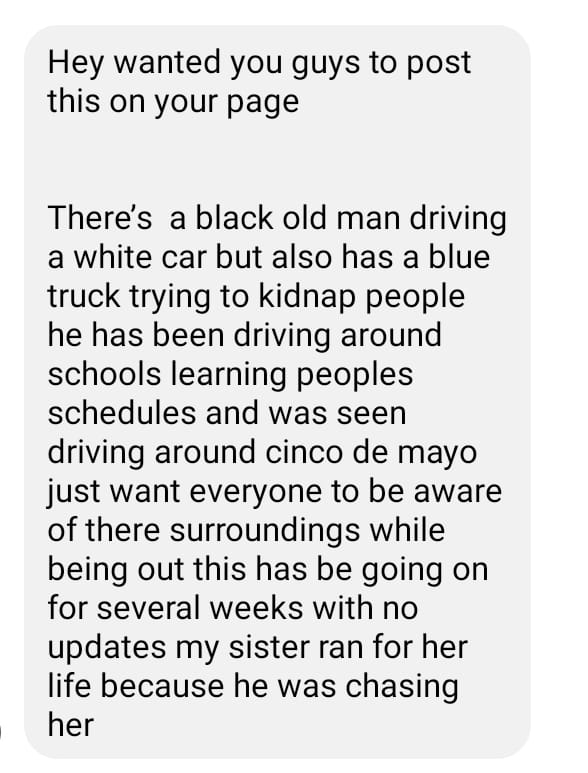 Hey wanted you guys to post
this on your page
There's  a black old man driving
a white car but also has a blue
truck trying to kidnap people
he has been driving around
schools learning peoples
schedules and was seen
driving around cinco de mayo
just want everyone to be aware
of there surroundings while
being out this has be going on
for several weeks with no
updates my sister ran for her
life because he was chasing
her